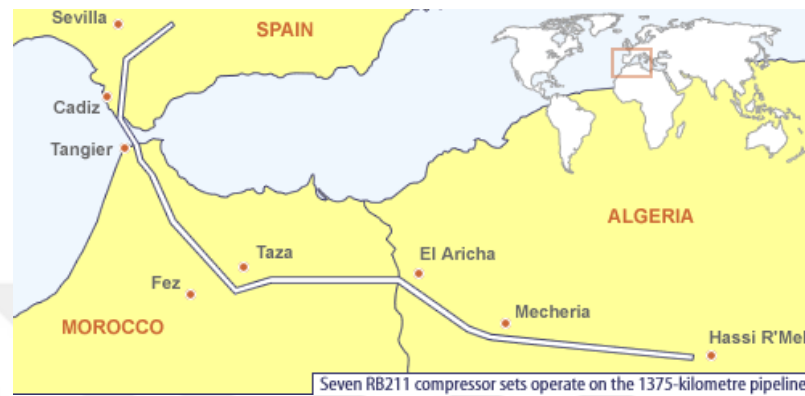 Sevilla
SPAIN
Cadiz
Tangier
ALGERIA
Taza
El Aricha
Fez
Mecheria
MOROCCO
Hassi R'Mel
Seven RB211 compressor sets operate on the 1375-kilometre pipeline